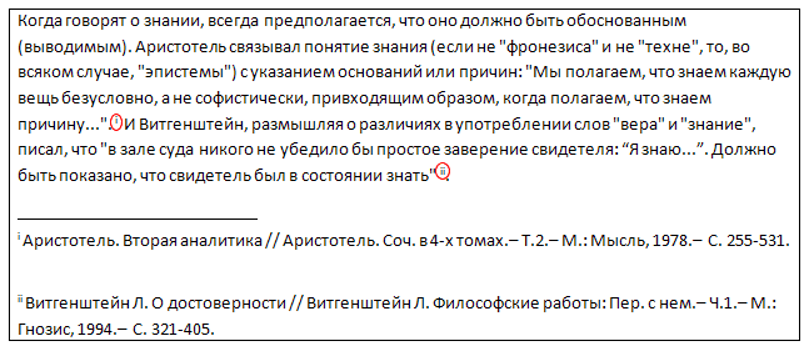 Когда говорят о знании, всегда предполагается, что оно должно быть обоснованным
(выводимым). Аристотель связывал понятие знания (если не "фронезиса" и не "техне", то, во
всяком случае, "эпистемы") с указанием оснований или причин: "Мы полагаем, что знаем каждую
вещь безусловно, а не софистически, привходящим образом, когда полагаем, что знаем
причину...".i И Витгенштейн, размышляя о различиях в употреблении слов "вера" и "знание",
писал, что "в зале суда никого не убедило бы простое заверение свидетеля: “Я знаю...”. Должно
быть показано, что свидетель был в состоянии знать"ii.
i Аристотель. Вторая аналитика // Аристотель. Соч. в 4-х томах.– Т.2.– М.: Мысль, 1978.– С. 255-531.
ii Витгенштейн Л. О достоверности // Витгенштейн Л. Философские работы: Пер. с нем.– Ч.1.– М.:
Гнозис, 1994.– С. 321-405.